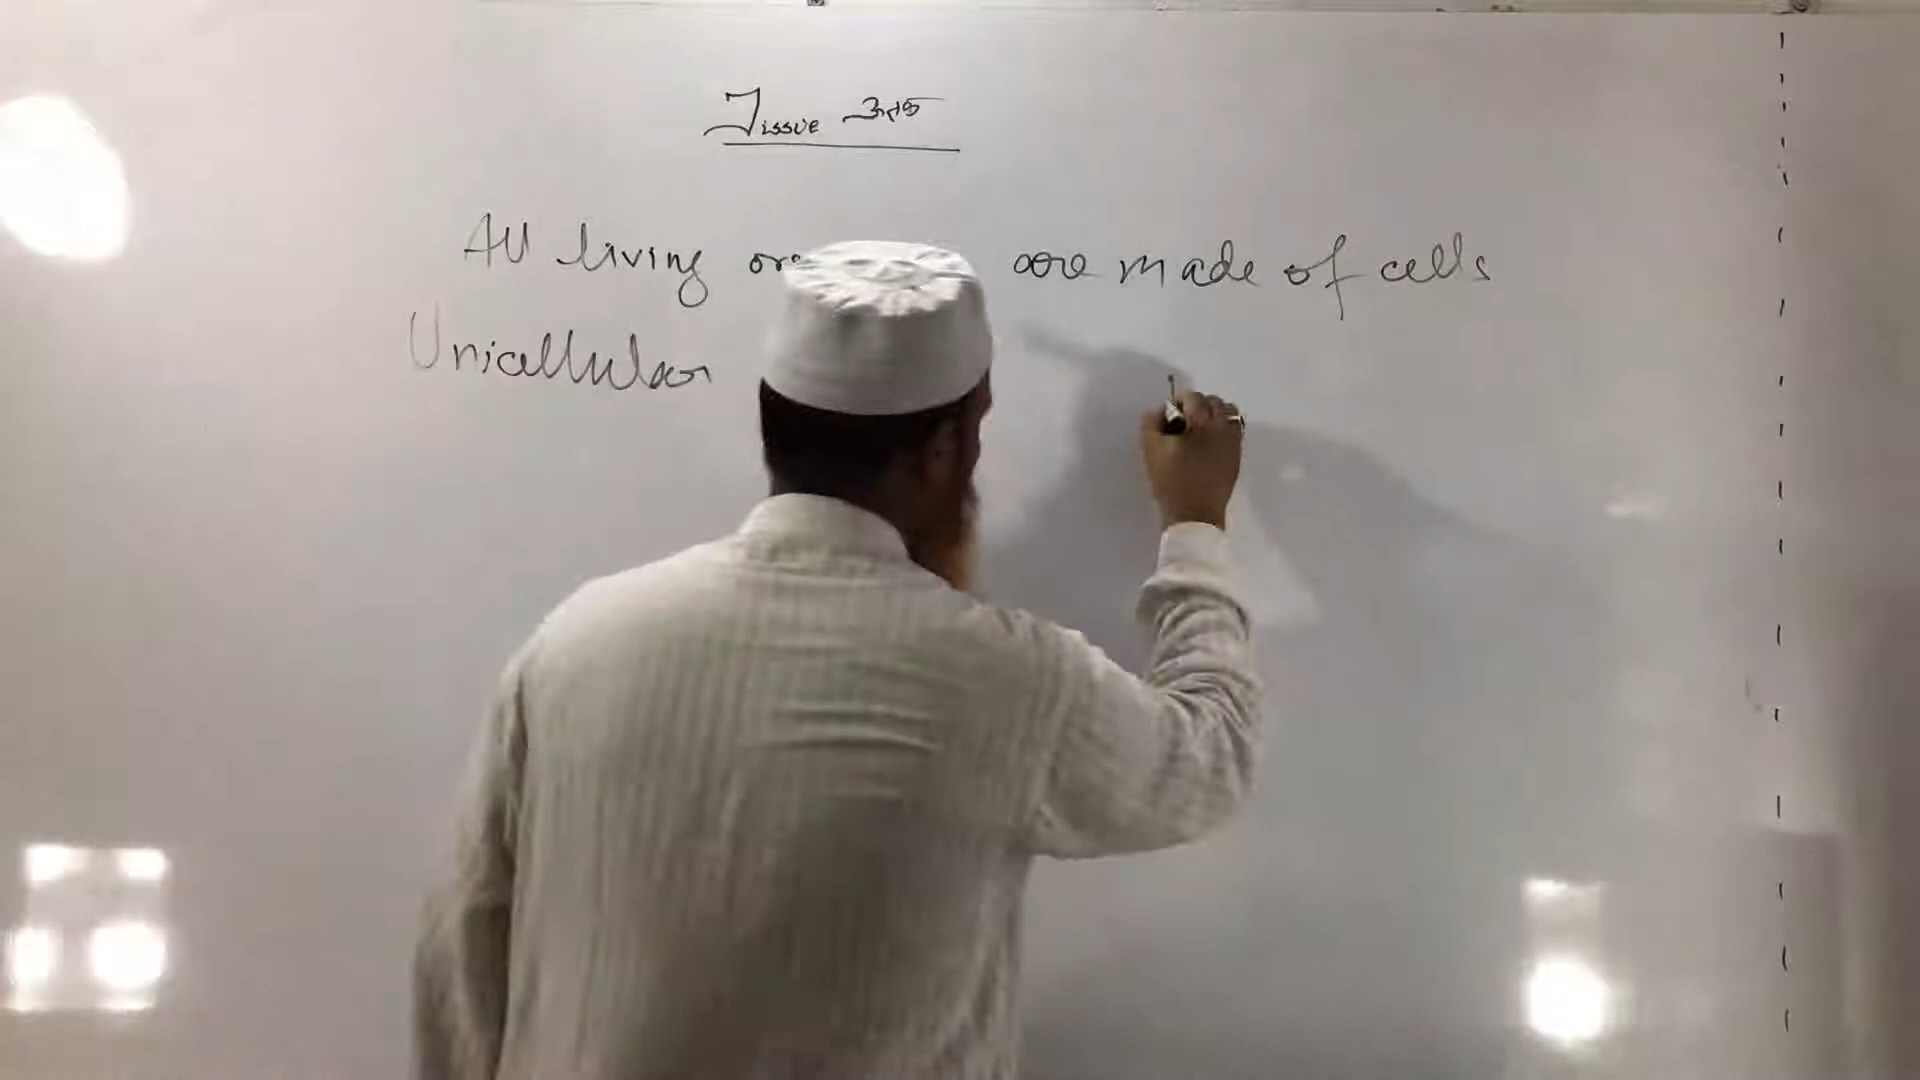 Tissue ऊतक
All living are made of cells
Unicellular